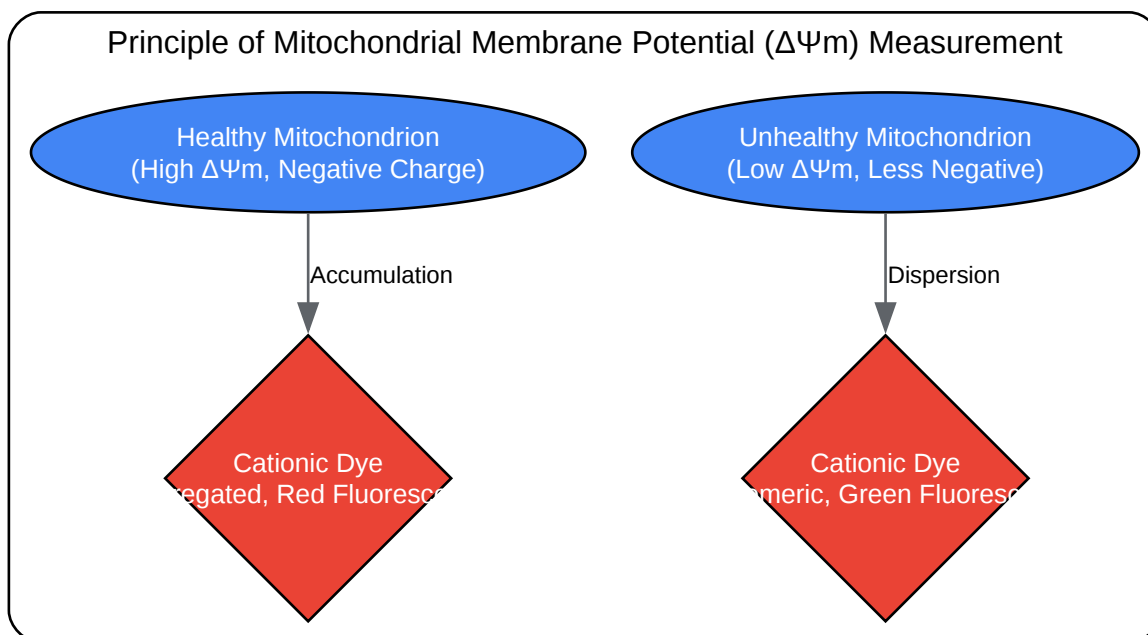 Principle of Mitochondrial Membrane Potential (ΔΨm) Measurement
Healthy Mitochondrion
(High ΔΨm, Negative Charge)
Unhealthy Mitochondrion
(Low ΔΨm, Less Negative)
Accumulation
Dispersion
Cationic Dye
Red
Cationic Dye
Green